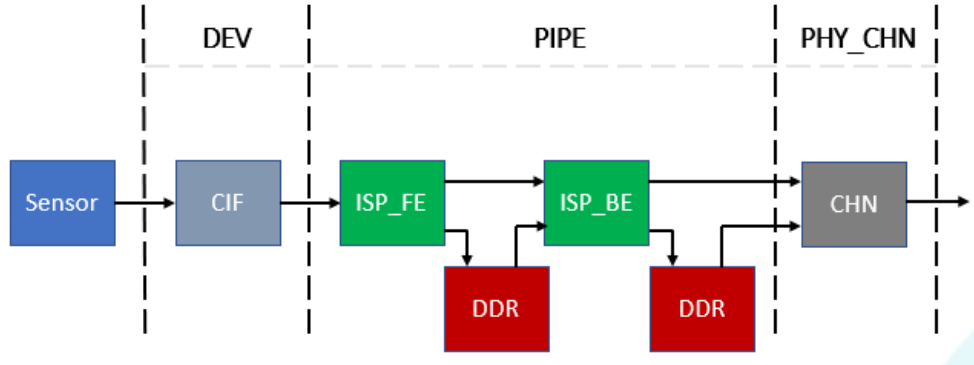 DEV
PIPE
PHY_CHN
Sensor
CIF
ISP_FE
ISP_BE
CHN
DDR
DDR